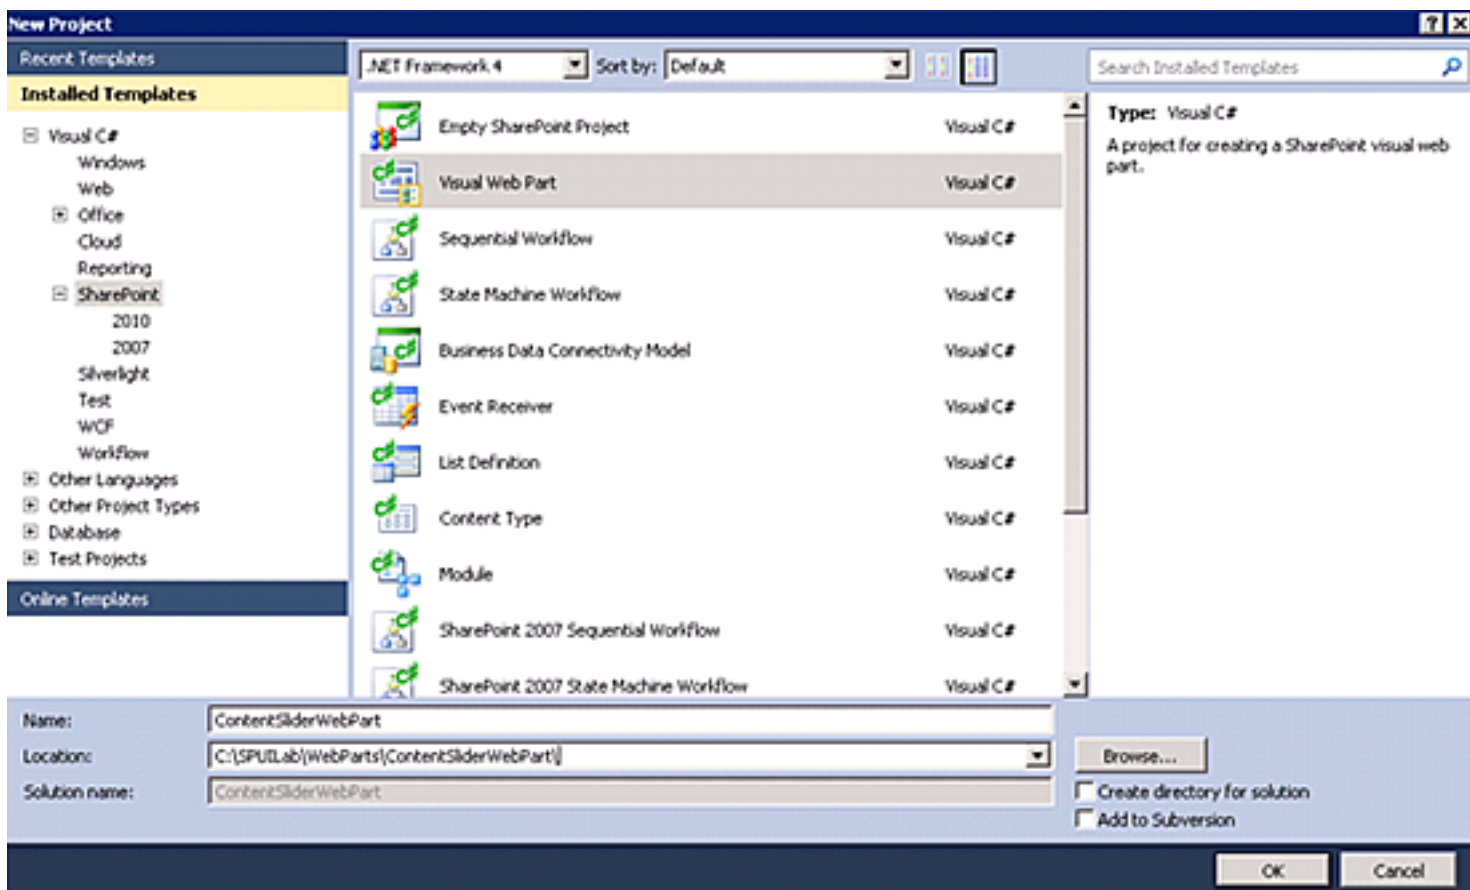 New Project
Recent Templates
Installed Templates
Visual C#
Windows
Web
Office
Cloud
Reporting
SharePoint
2010
2007
Silverlight
Test
WCF
Workflow
Other Languages
Other Project Types
Database
Test Projects
Online Templates
.NET Framework 4 Sort by: Default
Empty SharePoint Project Visual C#
Visual Web Part Visual C#
Sequential Workflow Visual C#
State Machine Workflow Visual C#
Business Data Connectivity Model Visual C#
Event Receiver Visual C#
List Definition Visual C#
Content Type Visual C#
Module Visual C#
SharePoint 2007 Sequential Workflow Visual C#
SharePoint 2007 State Machine Workflow Visual C#
Search Installed Templates
Type: Visual C#
A project for creating a SharePoint visual web
part.
Name: ContentSliderWebPart
Location: C:\SPUILab\WebParts\ContentSliderWebPart\
Browse...
Solution name: ContentSliderWebPart
Create directory for solution
Add to Subversion
OK Cancel